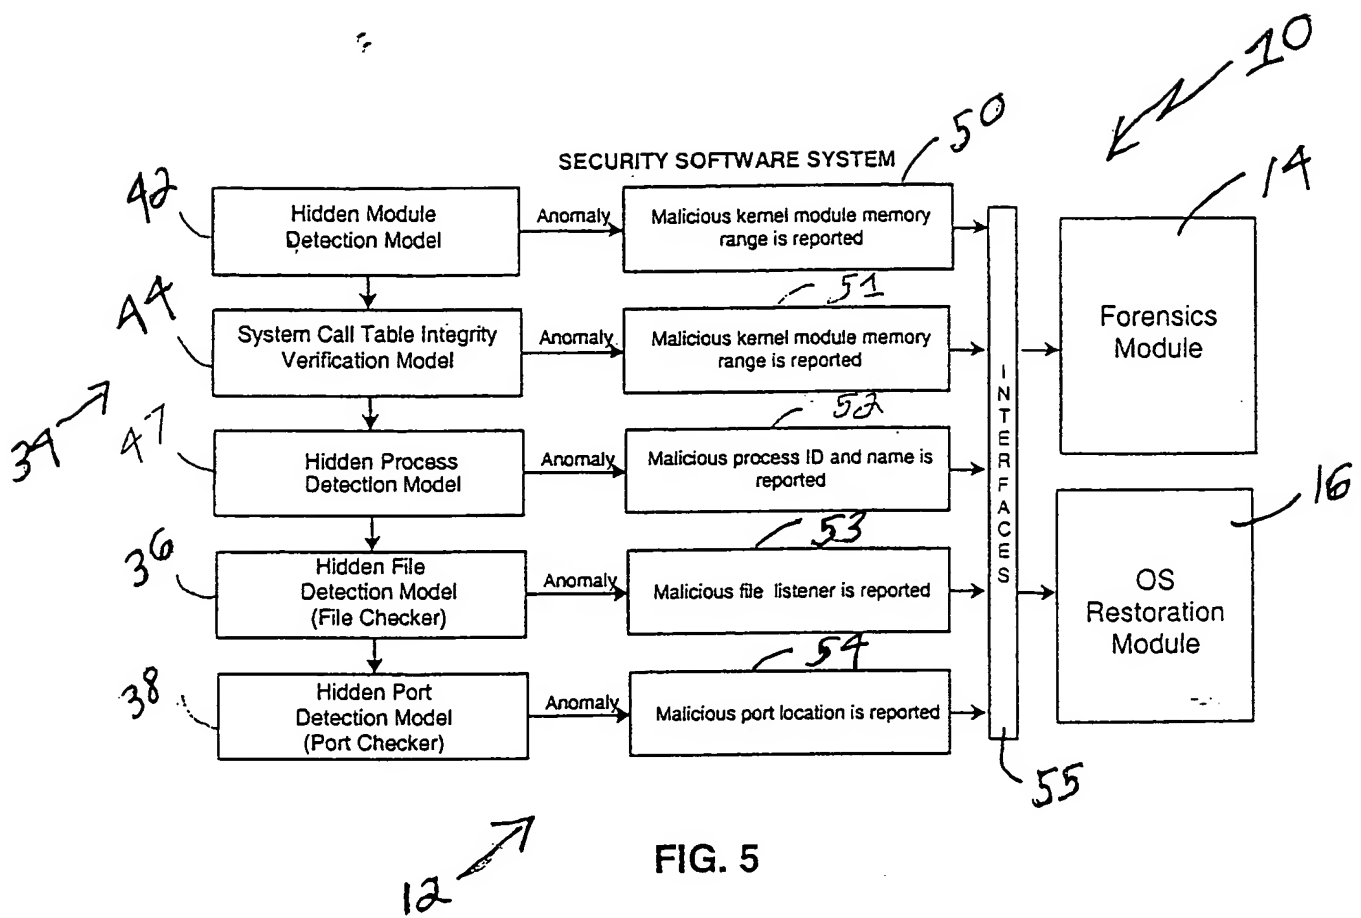 10
SECURITY SOFTWARE SYSTEM
50
14
42
Hidden Module
Detection Model
Anomaly
Malicious kernel module memory
range is reported
44
System Call Table Integrity
Verification Model
Anomaly
51
Malicious kernel module memory
range is reported
INTERFACES
Forensics
Module
34
47
Hidden Process
Detection Model
Anomaly
52
Malicious process ID and name is
reported
16
36
Hidden File
Detection Model
(File Checker)
Anomaly
53
Malicious file listener is reported
OS
Restoration
Module
38
Hidden Port
Detection Model
(Port Checker)
Anomaly
54
Malicious port location is reported
55
12
FIG. 5